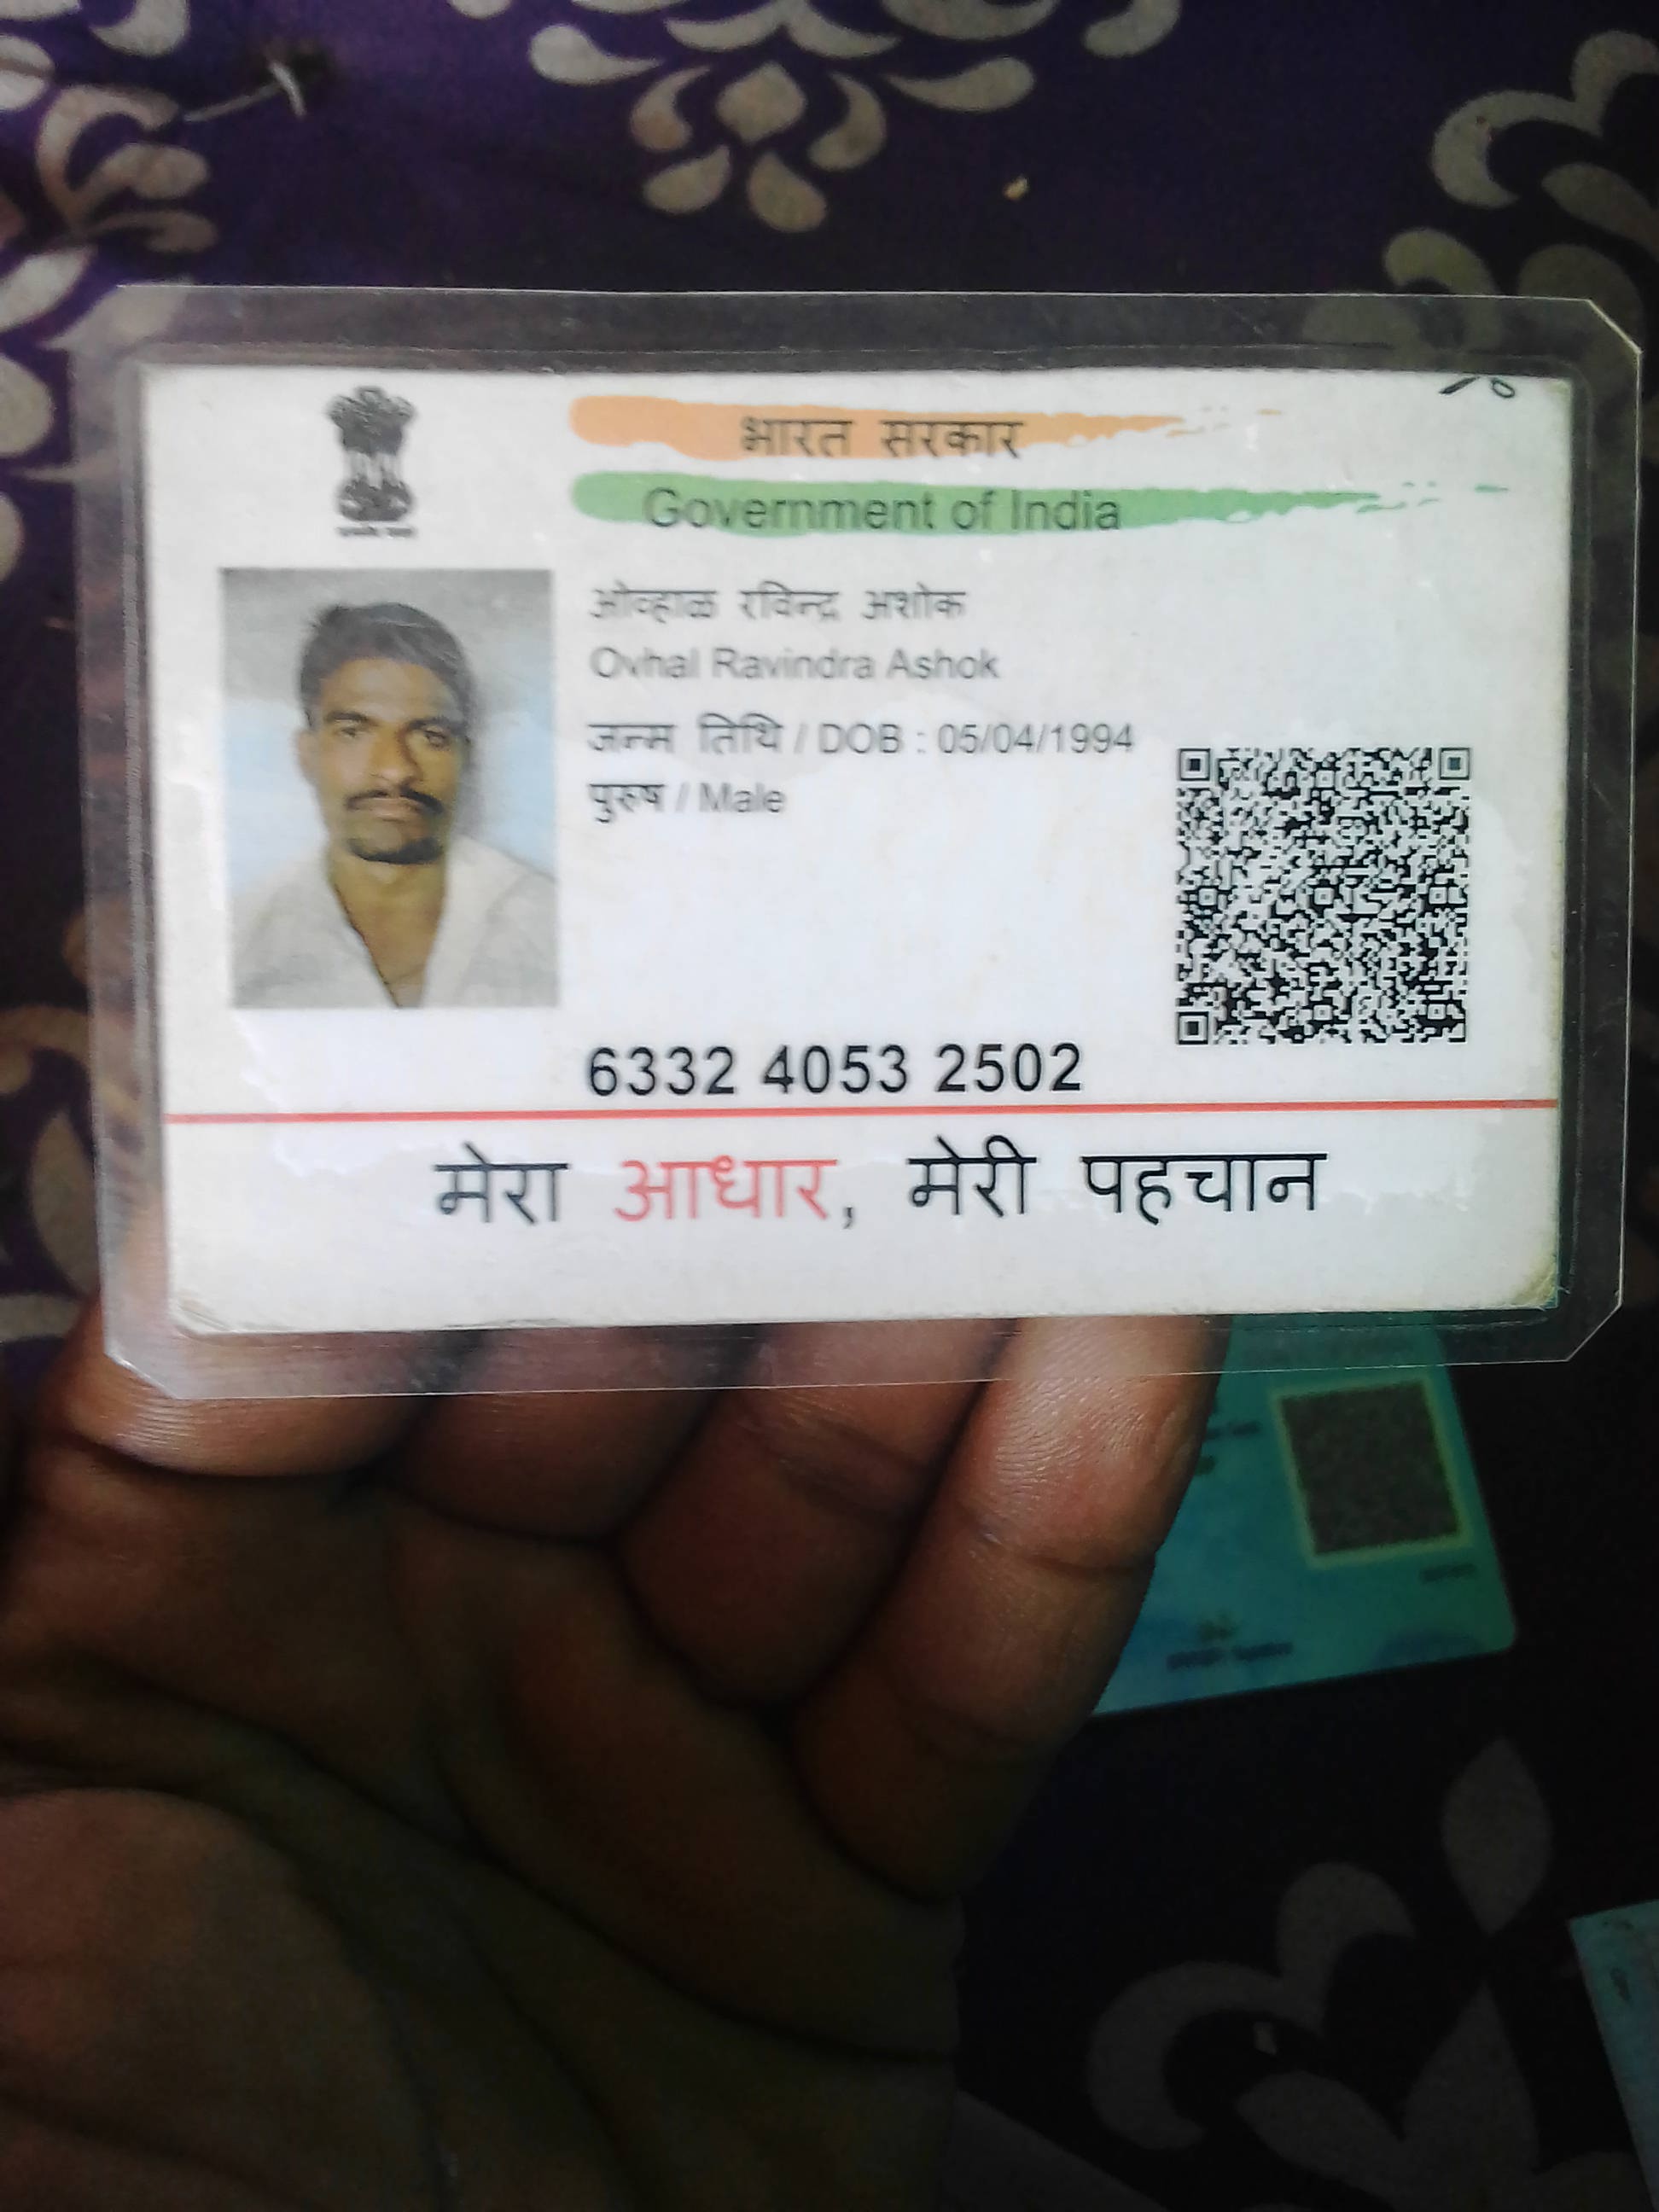 भारत सरकार
Government of India
ओव्हाळ रविन्द्र अशोक
Ovhal Ravindra Ashok
जन्म तिथि / DOB : 05/04/1994
पुरुष / Male
6332 4053 2502
मेरा आधार, मेरी पहचान